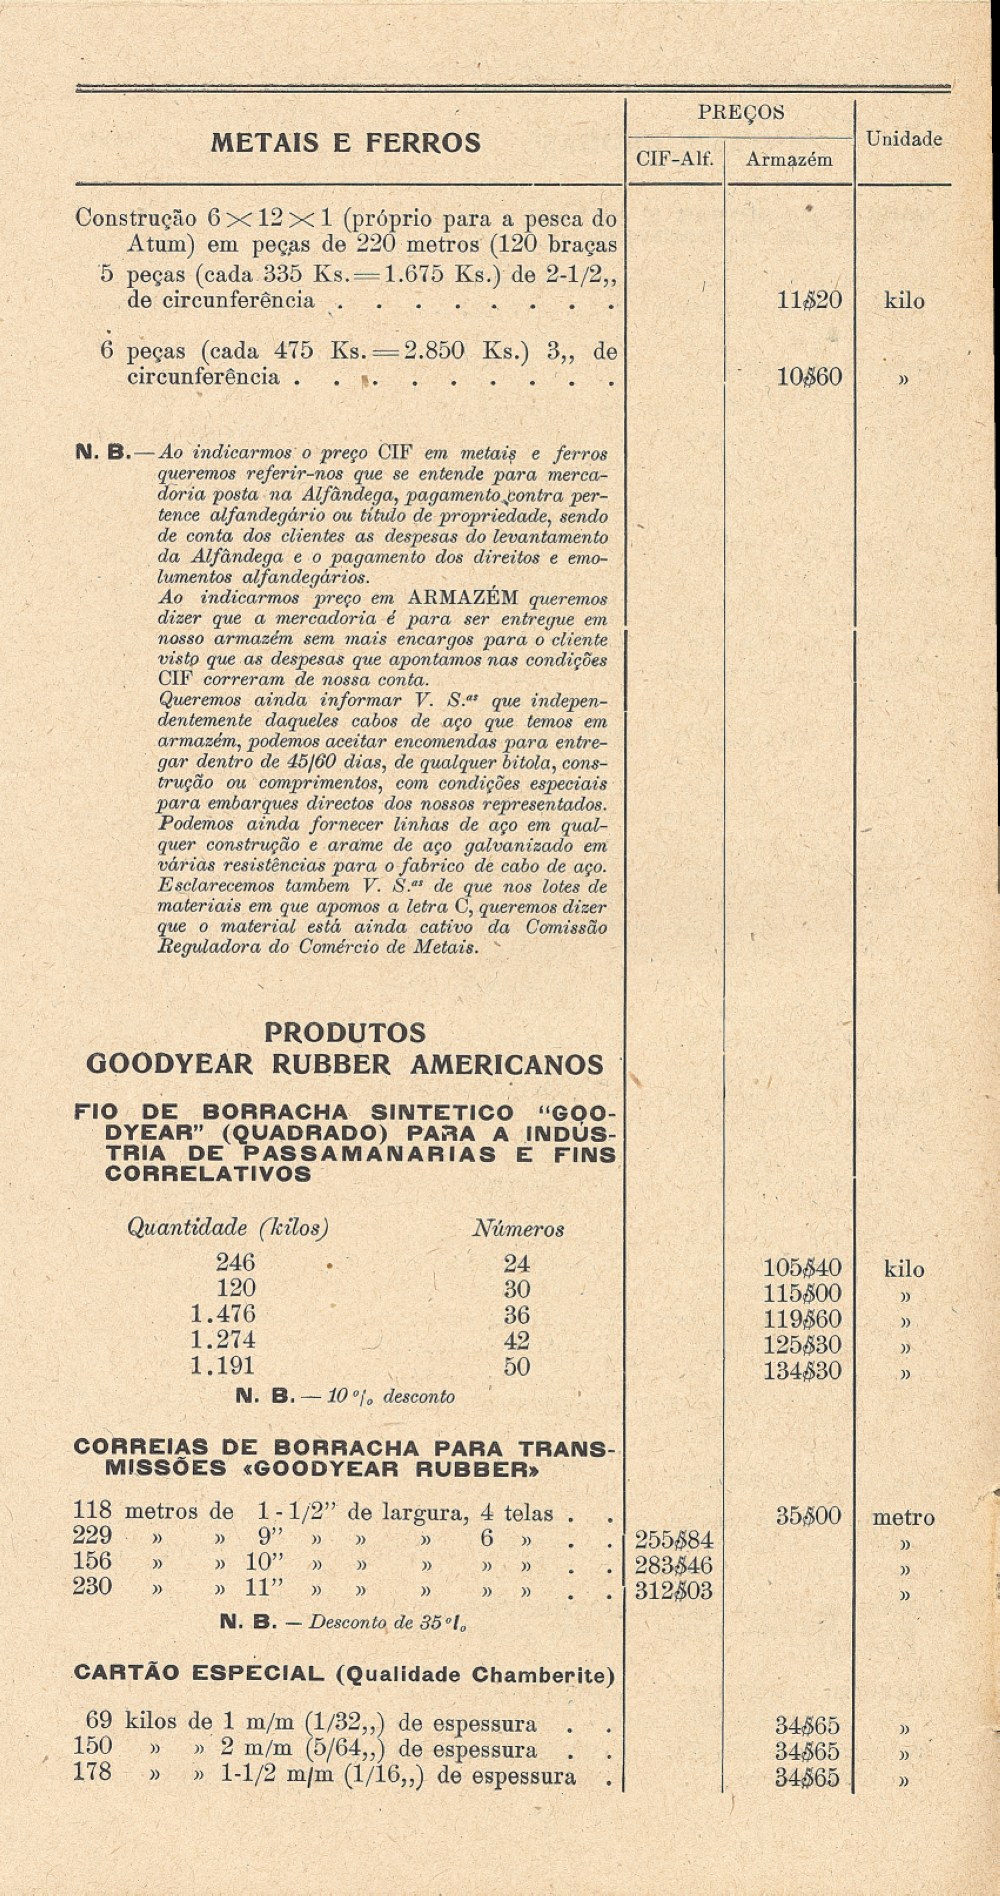 METAIS E FERROS
PREÇOS
CIF-Alf. Armazém
Unidade
Construção 6×12×1 (próprio para a pesca do
Atum) em peças de 220 metros (120 braças
5 peças (cada 335 Ks.=1.675 Ks.) de 2-1/2,,
de circunferência . . . . . . . . 11$20 kilo
6 peças (cada 475 Ks.=2.850 Ks.) 3,, de
circunferência . . . . . . . . . 10$60 »
N. B.—Ao indicarmos o preço CIF em metais e ferros
queremos referir-nos que se entende para merca-
doria posta na Alfândega, pagamento contra per-
tence alfandegário ou título de propriedade, sendo
de conta dos clientes as despesas do levantamento
da Alfândega e o pagamento dos direitos e emo-
lumentos alfandegários.
Ao indicarmos preço em ARMAZÉM queremos
dizer que a mercadoria é para ser entregue em
nosso armazém sem mais encargos para o cliente
visto que as despesas que apontamos nas condições
CIF correram de nossa conta.
Queremos ainda informar V. S.as que indepen-
dentemente daqueles cabos de aço que temos em
armazém, podemos aceitar encomendas para entre-
gar dentro de 45/60 dias, de qualquer bitola, cons-
trução ou comprimentos, com condições especiais
para embarques directos dos nossos representados.
Podemos ainda fornecer linhas de aço em qual-
quer construção e arame de aço galvanizado em
várias resistências para o fabrico de cabo de aço.
Esclarecemos tambem V. S.as de que nos lotes de
materiais em que apomos a letra C, queremos dizer
que o material está ainda cativo da Comissão
Reguladora do Comércio de Metais.
PRODUTOS
GOODYEAR RUBBER AMERICANOS
FIO DE BORRACHA SINTETICO “GOO-
DYEAR” (QUADRADO) PARA A INDÚS-
TRIA DE PASSAMANARIAS E FINS
CORRELATIVOS
Quantidade (kilos) Números
246 24 105$40 kilo
120 30 115$00 »
1.476 36 119$60 »
1.274 42 125$30 »
1.191 50 134$30 »
N. B. — 10 º/o desconto
CORREIAS DE BORRACHA PARA TRANS-
MISSÕES «GOODYEAR RUBBER»
118 metros de 1-1/2” de largura, 4 telas . . 35$00 metro
229 » » 9” » » » 6 » . . 255$84 »
156 » » 10” » » » » » . . 283$46 »
230 » » 11” » » » » » . . 312$03 »
N. B. — Desconto de 35 º/o
CARTÃO ESPECIAL (Qualidade Chamberite)
69 kilos de 1 m/m (1/32,,) de espessura . . 34$65 »
150 » » 2 m/m (5/64,,) de espessura . . 34$65 »
178 » » 1-1/2 m/m (1/16,,) de espessura . 34$65 »